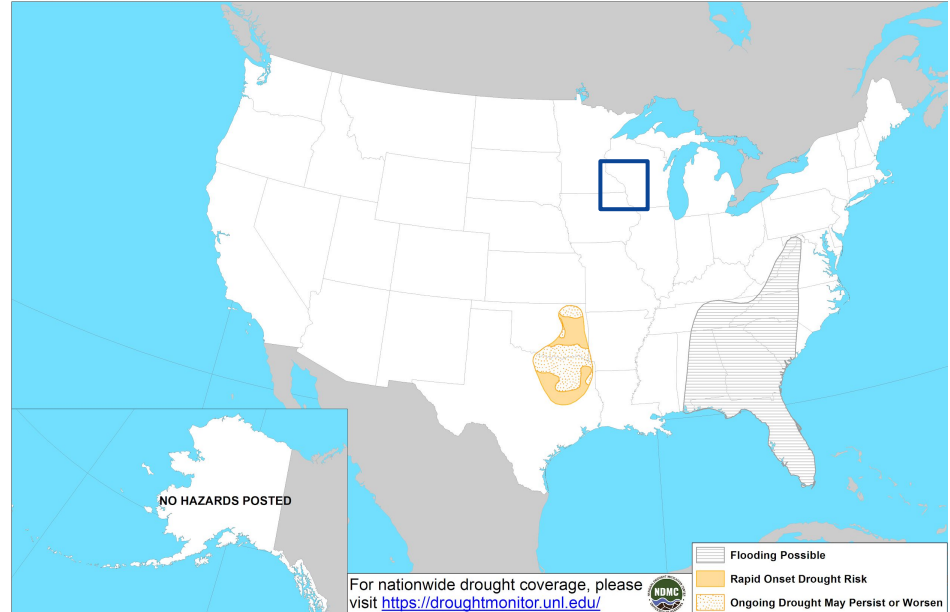 NO HAZARDS POSTED
For nationwide drought coverage, please
visit https://droughtmonitor.unl.edu/
NDMC
Flooding Possible
Rapid Onset Drought Risk
Ongoing Drought May Persist or Worsen